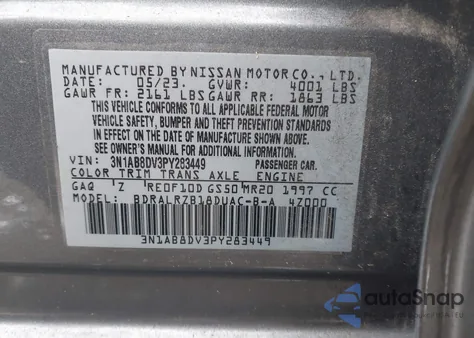 MANUFACTURED BY NISSAN MOTOR CO., LTD.
DATE: 05/23. GVWR: 4001 LBS
GAWR FR: 2161 LBS GAWR RR: 1863 LBS
THIS VEHICLE CONFORMS TO ALL APPLICABLE FEDERAL MOTOR
VEHICLE SAFETY, BUMPER AND THEFT PREVENTION STANDARDS
IN EFFECT ON THE DATE OF MANUFACTURE SHOWN ABOVE.
SEE OWNER'S MANUAL FOR ADDITIONAL INFORMATION
VIN: 3N1AB8DV3PY283449 PASSENGER CAR.
COLOR TRIM TRANS AXLE ENGINE
GAQ Z RE0F10D GS50 MR20 1997 CC
MODEL: BDRALRZB18DUAC-B-A 4Z000
3N1AB8DV3PY283449
autoSnap